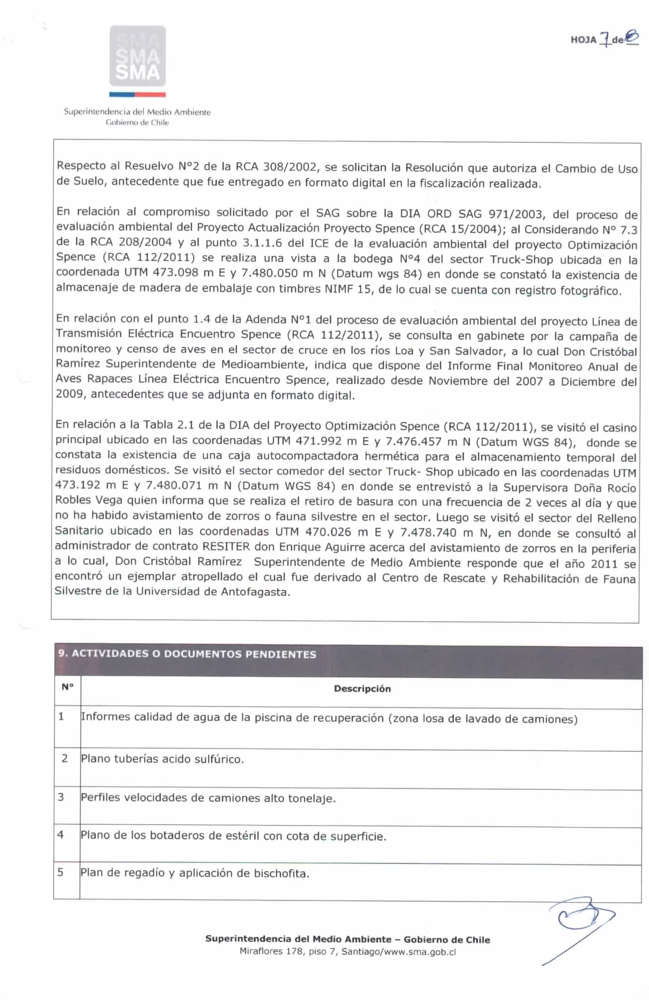 HOJA 7 de 8
SMA
SMA
SMA
Superintendencia del Medio Ambiente
Gobierno de Chile
Respecto al Resuelvo Nº2 de la RCA 308/2002, se solicitan la Resolución que autoriza el Cambio de Uso
de Suelo, antecedente que fue entregado en formato digital en la fiscalización realizada.
En relación al compromiso solicitado por el SAG sobre la DIA ORD SAG 971/2003, del proceso de
evaluación ambiental del Proyecto Actualización Proyecto Spence (RCA 15/2004); al Considerando Nº 7.3
de la RCA 208/2004 y al punto 3.1.1.6 del ICE de la evaluación ambiental del proyecto Optimización
Spence (RCA 112/2011) se realiza una vista a la bodega Nº4 del sector Truck-Shop ubicada en la
coordenada UTM 473.098 m E y 7.480.050 m N (Datum wgs 84) en donde se constató la existencia de
almacenaje de madera de embalaje con timbres NIMF 15, de lo cual se cuenta con registro fotográfico.
En relación con el punto 1.4 de la Adenda Nº1 del proceso de evaluación ambiental del proyecto Línea de
Transmisión Eléctrica Encuentro Spence (RCA 112/2011), se consulta en gabinete por la campaña de
monitoreo y censo de aves en el sector de cruce en los ríos Loa y San Salvador, a lo cual Don Cristóbal
Ramírez Superintendente de Medioambiente, indica que dispone del Informe Final Monitoreo Anual de
Aves Rapaces Línea Eléctrica Encuentro Spence, realizado desde Noviembre del 2007 a Diciembre del
2009, antecedentes que se adjunta en formato digital.
En relación a la Tabla 2.1 de la DIA del Proyecto Optimización Spence (RCA 112/2011), se visitó el casino
principal ubicado en las coordenadas UTM 471.992 m E y 7.476.457 m N (Datum WGS 84), donde se
constata la existencia de una caja autocompactadora hermética para el almacenamiento temporal del
residuos domésticos. Se visitó el sector comedor del sector Truck- Shop ubicado en las coordenadas UTM
473.192 m E y 7.480.071 m N (Datum WGS 84) en donde se entrevistó a la Supervisora Doña Rocío
Robles Vega quien informa que se realiza el retiro de basura con una frecuencia de 2 veces al día y que
no ha habido avistamiento de zorros o fauna silvestre en el sector. Luego se visitó el sector del Relleno
Sanitario ubicado en las coordenadas UTM 470.026 m E y 7.478.740 m N, en donde se consultó al
administrador de contrato RESITER don Enrique Aguirre acerca del avistamiento de zorros en la periferia
a lo cual, Don Cristóbal Ramírez Superintendente de Medio Ambiente responde que el año 2011 se
encontró un ejemplar atropellado el cual fue derivado al Centro de Rescate y Rehabilitación de Fauna
Silvestre de la Universidad de Antofagasta.
9. ACTIVIDADES O DOCUMENTOS PENDIENTES
Nº Descripción
1 Informes calidad de agua de la piscina de recuperación (zona losa de lavado de camiones)
2 Plano tuberías acido sulfúrico.
3 Perfiles velocidades de camiones alto tonelaje.
4 Plano de los botaderos de estéril con cota de superficie.
5 Plan de regadío y aplicación de bischofita.
Superintendencia del Medio Ambiente – Gobierno de Chile
Miraflores 178, piso 7, Santiago/www.sma.gob.cl